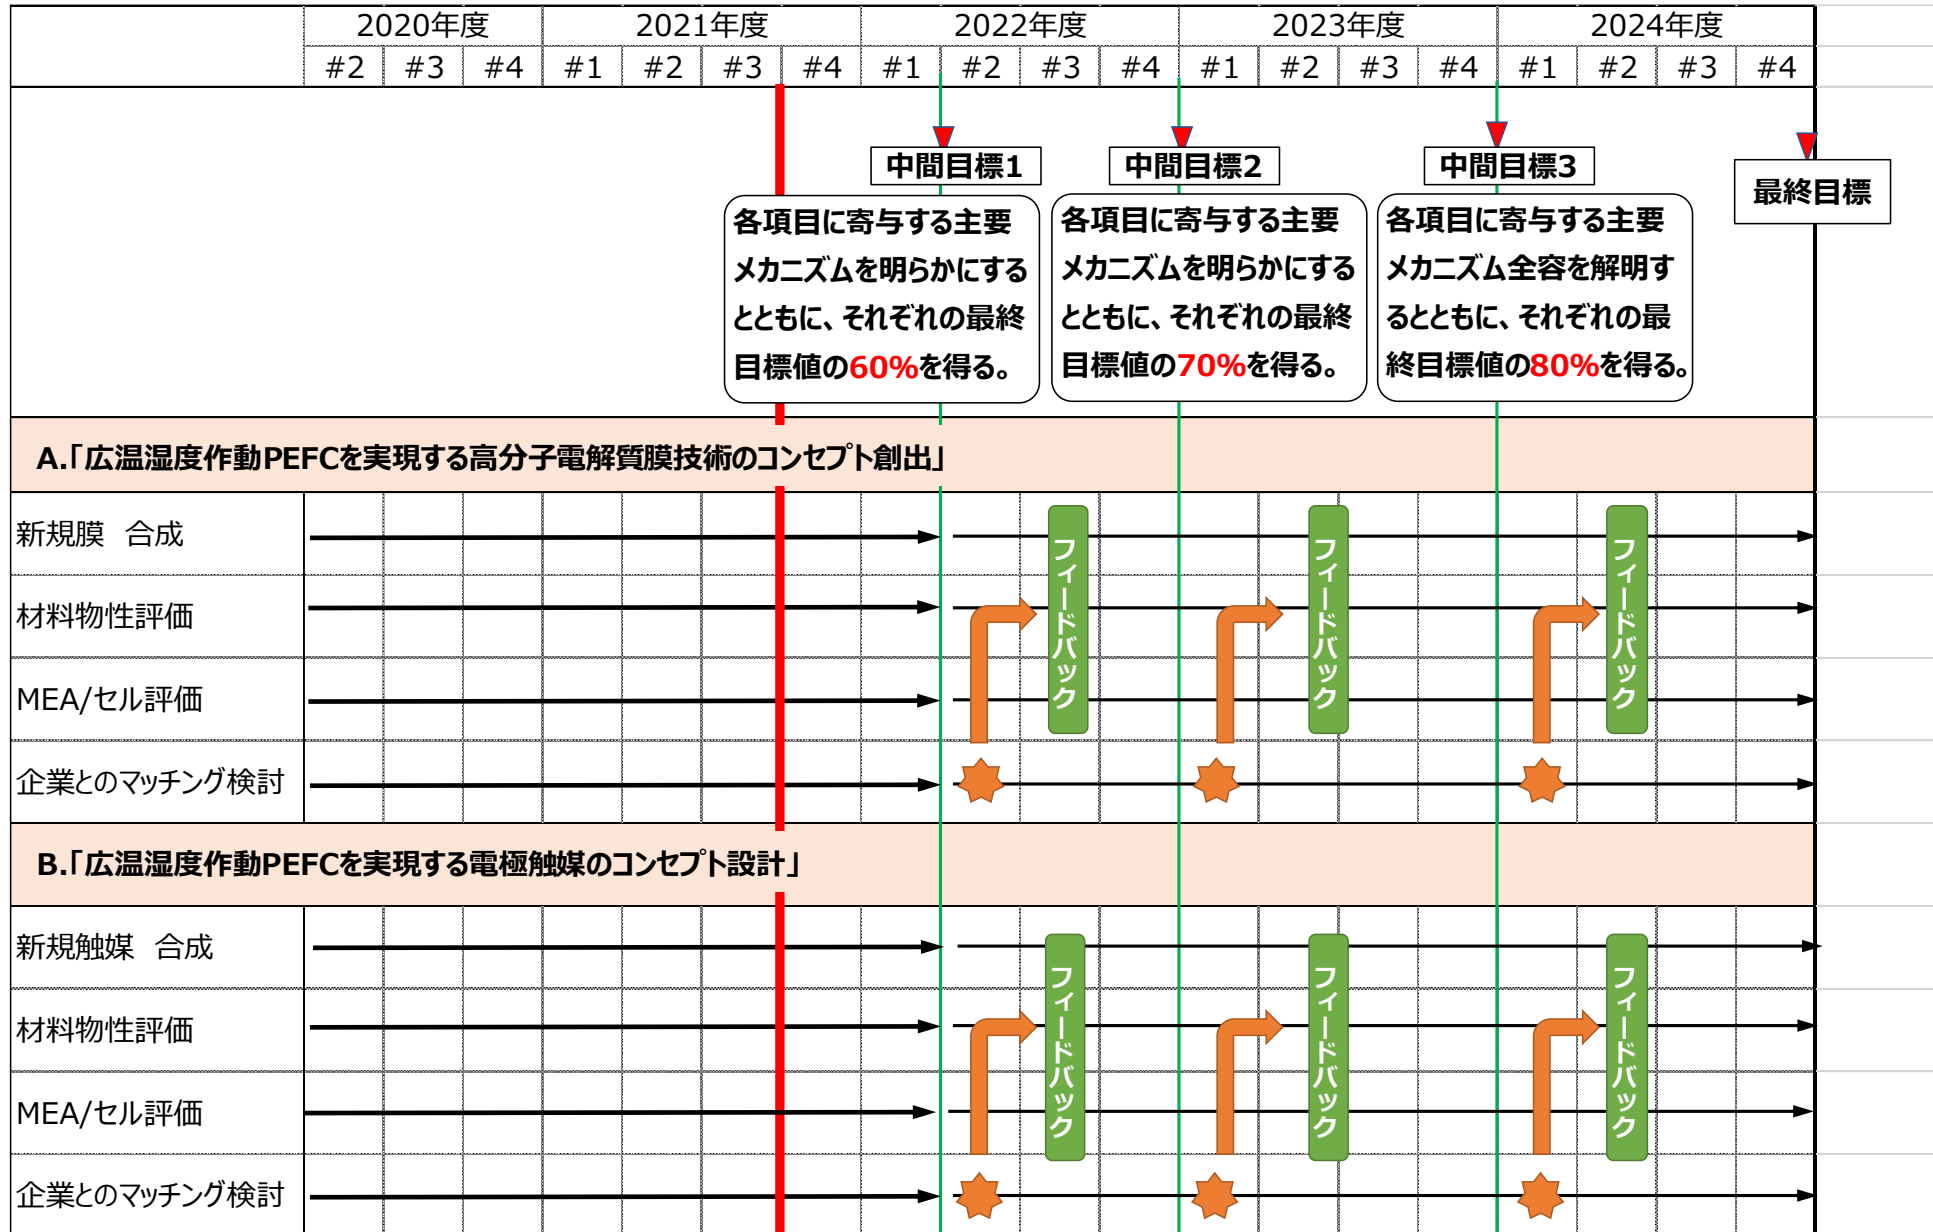 2020年度 2021年度 2022年度 2023年度 2024年度
#2 #3 #4 #1 #2 #3 #4 #1 #2 #3 #4 #1 #2 #3 #4 #1 #2 #3 #4
中間目標1
各項目に寄与する主要
メカニズムを明らかにする
とともに、それぞれの最終
目標値の60%を得る。
中間目標2
各項目に寄与する主要
メカニズムを明らかにする
とともに、それぞれの最終
目標値の70%を得る。
中間目標3
各項目に寄与する主要
メカニズム全容を解明す
るとともに、それぞれの最
終目標値の80%を得る。
最終目標
A.「広温湿度作動PEFCを実現する高分子電解質膜技術のコンセプト創出」
新規膜 合成
材料物性評価
MEA/セル評価
企業とのマッチング検討
フィードバック
フィードバック
フィードバック
B.「広温湿度作動PEFCを実現する電極触媒のコンセプト設計」
新規触媒 合成
材料物性評価
MEA/セル評価
企業とのマッチング検討
フィードバック
フィードバック
フィードバック